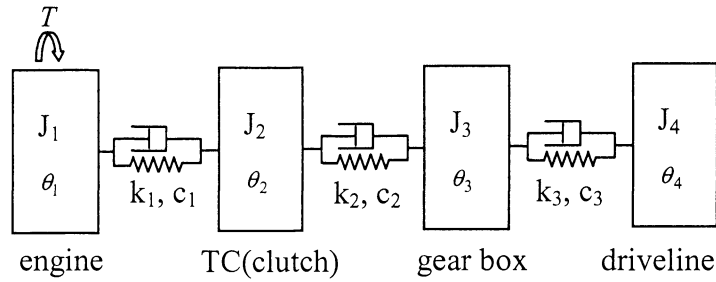 T
J₁ J₂ J₃ J₄
θ₁ θ₂ θ₃ θ₄
k₁, c₁ k₂, c₂ k₃, c₃
engine TC(clutch) gear box driveline